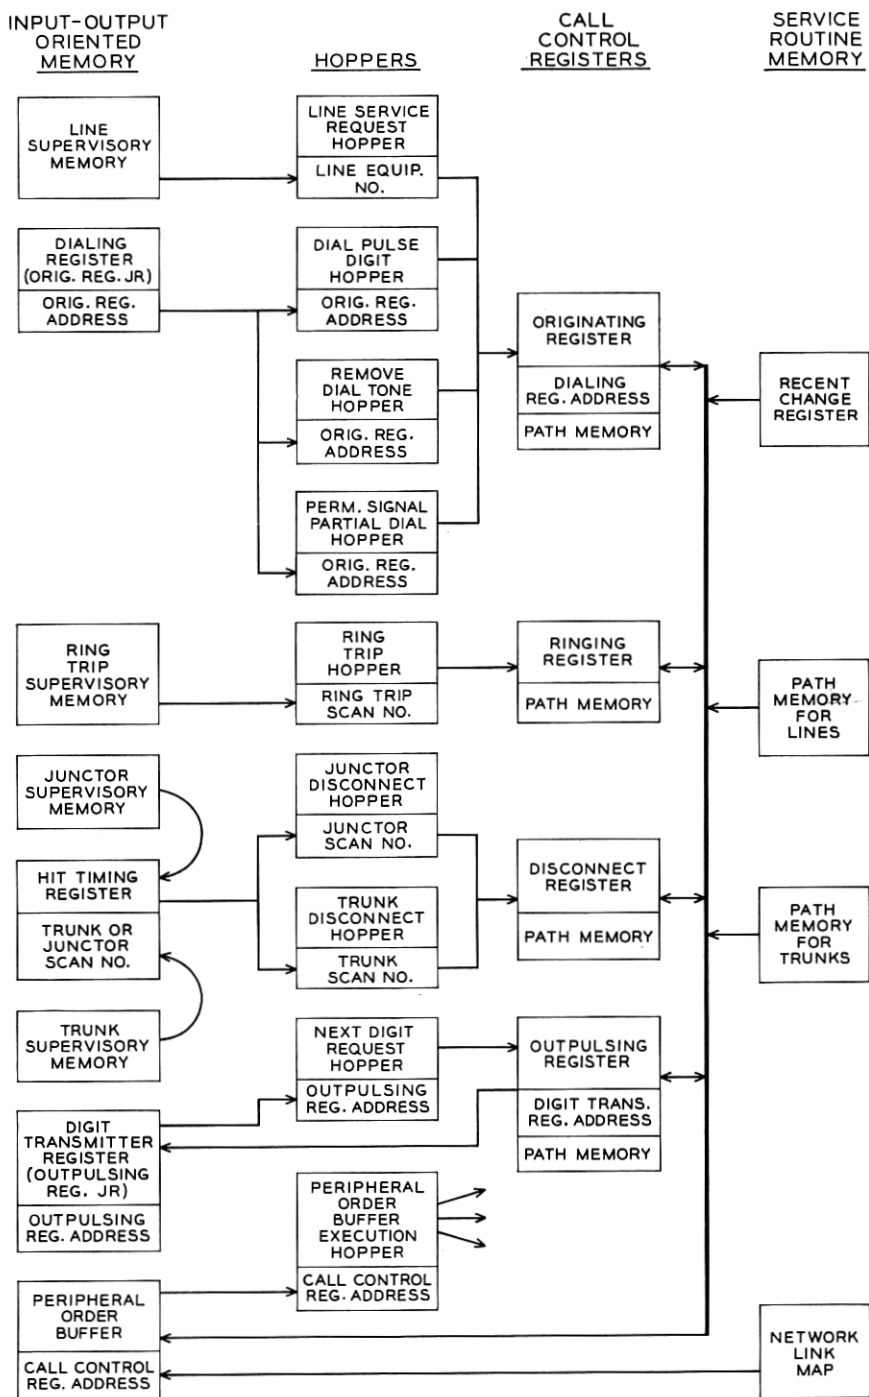 INPUT-OUTPUT
ORIENTED
MEMORY
HOPPERS
CALL
CONTROL
REGISTERS
SERVICE
ROUTINE
MEMORY
LINE
SUPERVISORY
MEMORY
LINE SERVICE
REQUEST
HOPPER
LINE EQUIP.
NO.
DIALING
REGISTER
(ORIG. REG. JR)
ORIG. REG.
ADDRESS
DIAL PULSE
DIGIT
HOPPER
ORIG. REG.
ADDRESS
REMOVE
DIAL TONE
HOPPER
ORIG. REG.
ADDRESS
PERM. SIGNAL
PARTIAL DIAL
HOPPER
ORIG. REG.
ADDRESS
ORIGINATING
REGISTER
DIALING
REG. ADDRESS
PATH MEMORY
RECENT
CHANGE
REGISTER
RING
TRIP
SUPERVISORY
MEMORY
RING
TRIP
HOPPER
RING TRIP
SCAN NO.
RINGING
REGISTER
PATH MEMORY
PATH
MEMORY
FOR
LINES
JUNCTOR
SUPERVISORY
MEMORY
HIT TIMING
REGISTER
TRUNK OR
JUNCTOR
SCAN NO.
TRUNK
SUPERVISORY
MEMORY
JUNCTOR
DISCONNECT
HOPPER
JUNCTOR
SCAN NO.
TRUNK
DISCONNECT
HOPPER
TRUNK
SCAN NO.
DISCONNECT
REGISTER
PATH
MEMORY
PATH
MEMORY
FOR
TRUNKS
DIGIT
TRANSMITTER
REGISTER
(OUTPULSING
REG. JR)
OUTPULSING
REG. ADDRESS
NEXT DIGIT
REQUEST
HOPPER
OUTPULSING
REG. ADDRESS
OUTPULSING
REGISTER
DIGIT TRANS.
REG. ADDRESS
PATH MEMORY
PERIPHERAL
ORDER
BUFFER
EXECUTION
HOPPER
CALL CONTROL
REG. ADDRESS
PERIPHERAL
ORDER
BUFFER
CALL CONTROL
REG. ADDRESS
NETWORK
LINK
MAP